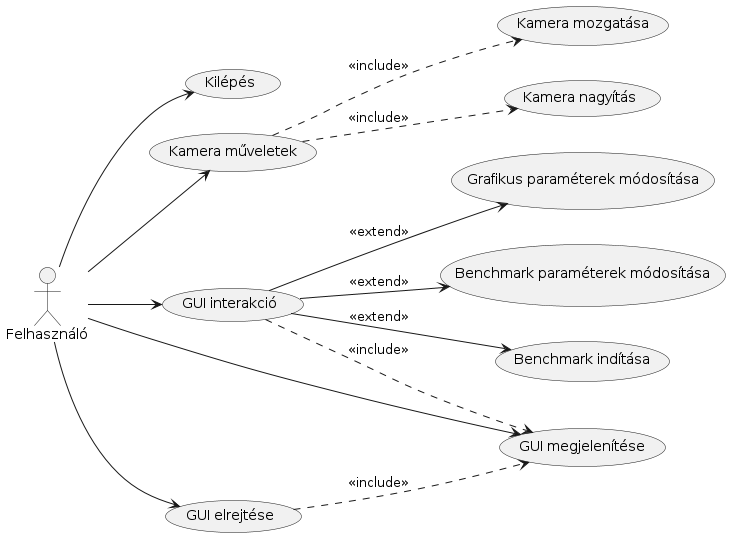 Kamera mozgatása
«include»
Kilépés
Kamera nagyítás
«include»
Kamera műveletek
Grafikus paraméterek módosítása
«extend»
Benchmark paraméterek módosítása
«extend»
GUI interakció
«extend»
Felhasználó
«include»
Benchmark indítása
GUI megjelenítése
«include»
GUI elrejtése